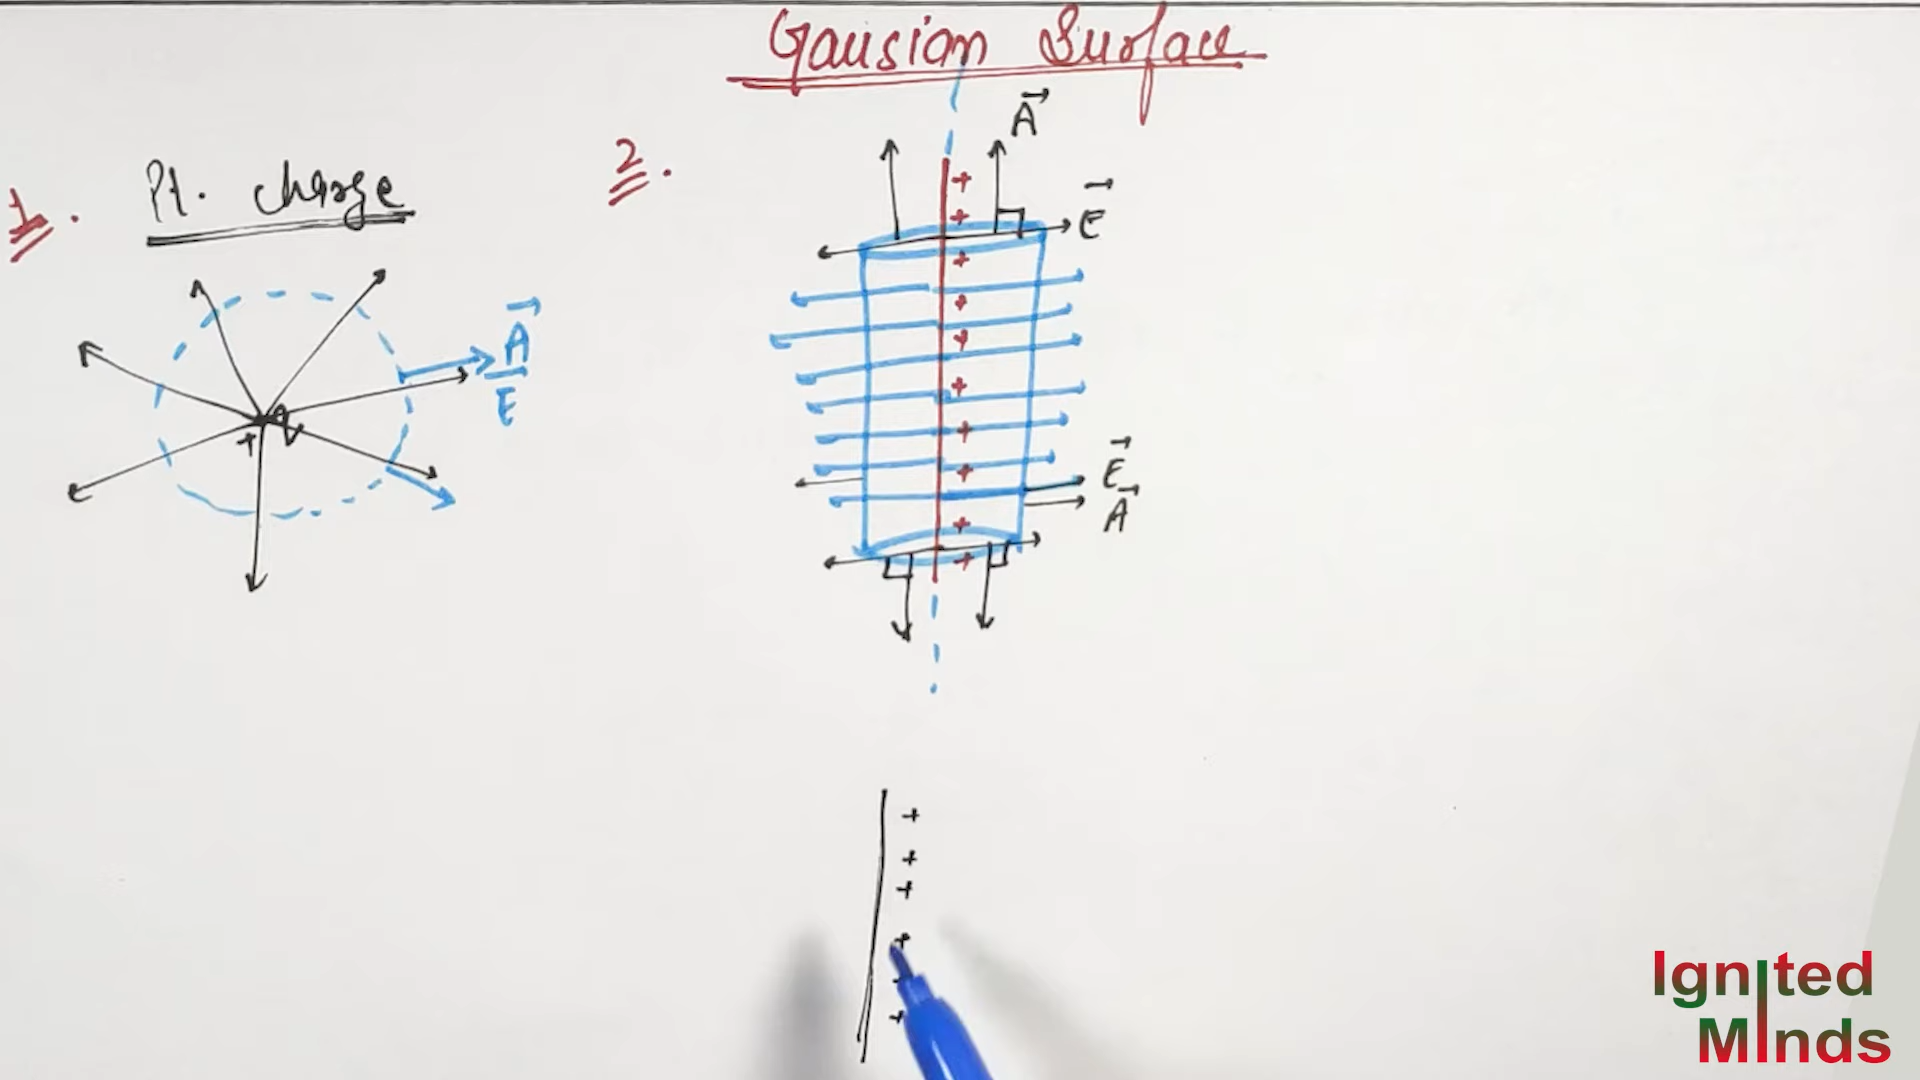 Gausian Surface
1.
Pt. charge
A
E
+
q
2.
A
E
+
+
+
+
+
+
+
+
+
+
E
A
+
+
+
+
+
Ignited
Minds